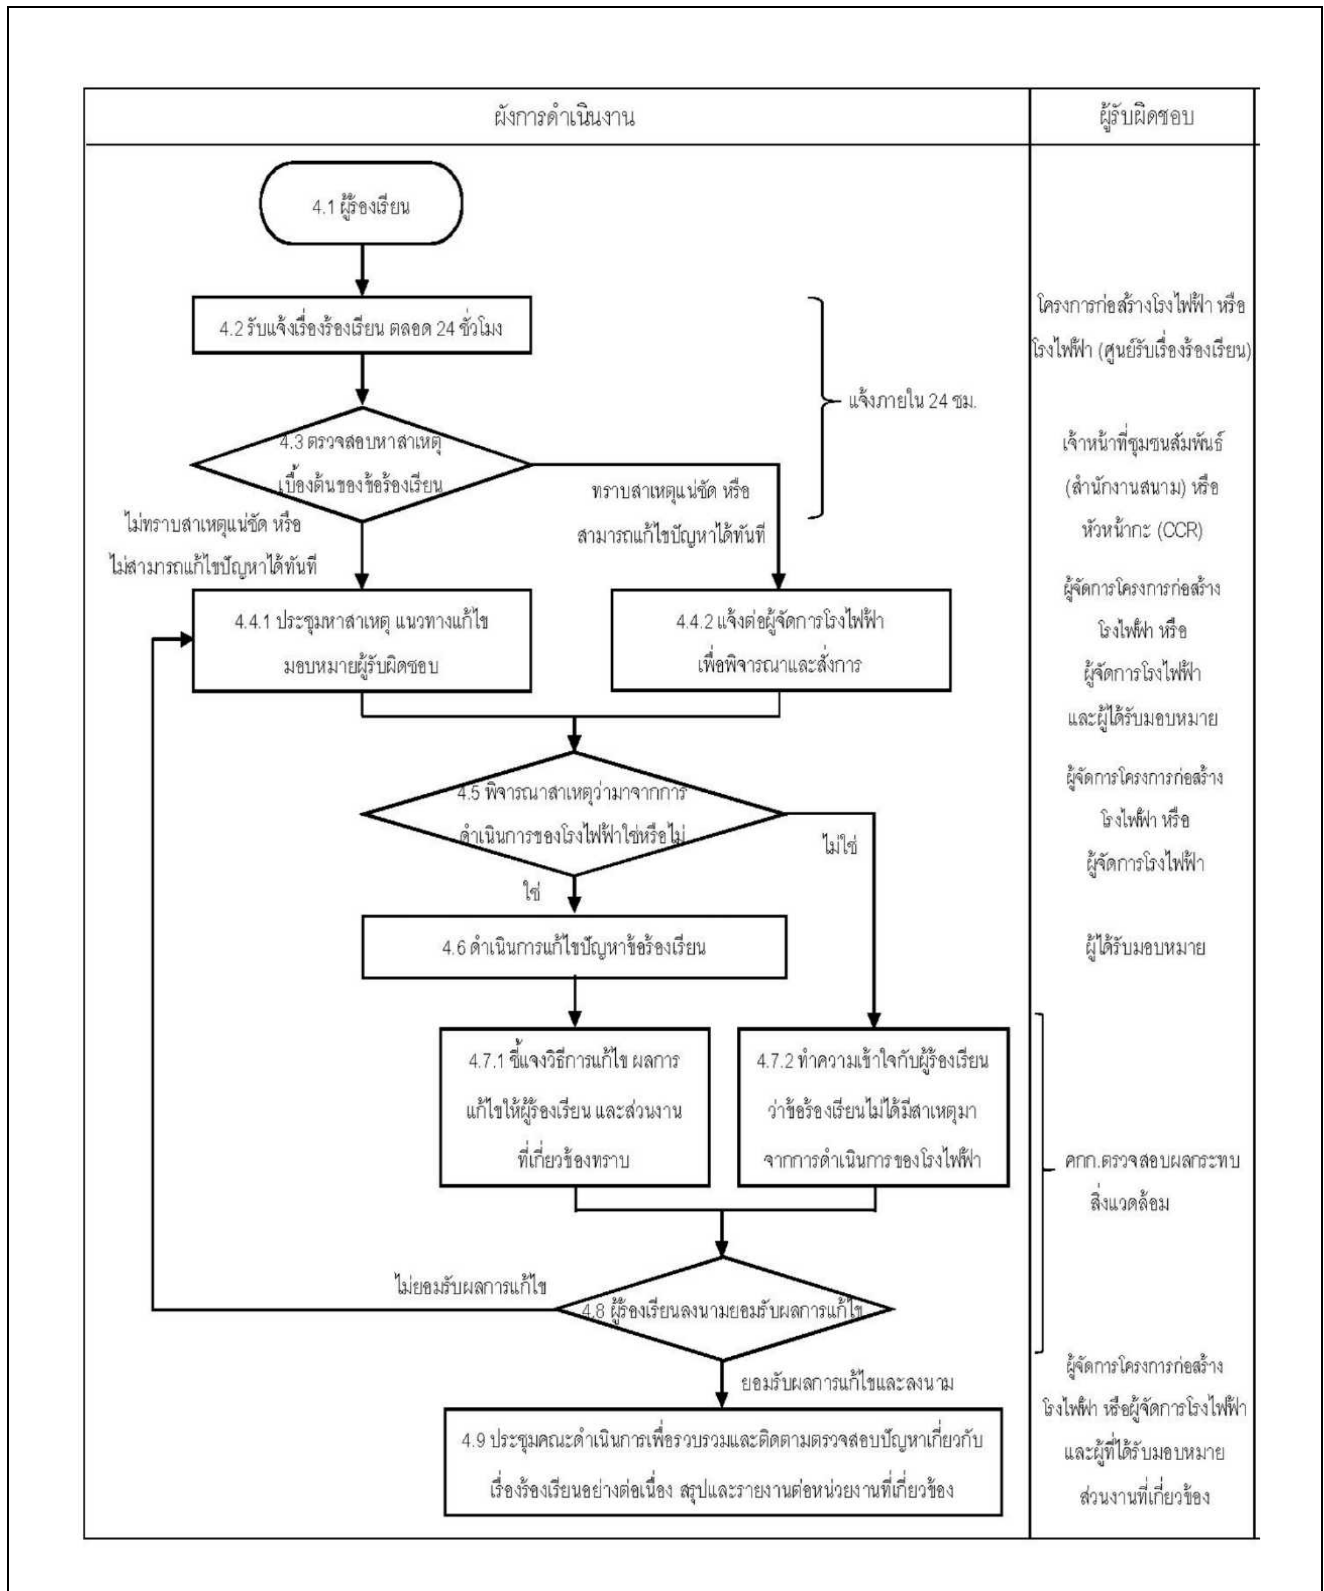 ผังการดำเนินงาน
ผู้รับผิดชอบ
4.1 ผู้ร้องเรียน
4.2 รับแจ้งเรื่องร้องเรียน ตลอด 24 ชั่วโมง
โครงการก่อสร้างโรงไฟฟ้า หรือ
โรงไฟฟ้า (ศูนย์รับเรื่องร้องเรียน)
แจ้งภายใน 24 ชม.
4.3 ตรวจสอบหาสาเหตุ
เบื้องต้นของข้อร้องเรียน
เจ้าหน้าที่ชุมชนสัมพันธ์
(สำนักงานสนาม) หรือ
หัวหน้ากะ (CCR)
ไม่ทราบสาเหตุแน่ชัด หรือ
ไม่สามารถแก้ไขปัญหาได้ทันที
ทราบสาเหตุแน่ชัด หรือ
สามารถแก้ไขปัญหาได้ทันที
4.4.1 ประชุมหาสาเหตุ แนวทางแก้ไข
มอบหมายผู้รับผิดชอบ
4.4.2 แจ้งต่อผู้จัดการโรงไฟฟ้า
เพื่อพิจารณาและสั่งการ
ผู้จัดการโครงการก่อสร้าง
โรงไฟฟ้า หรือ
ผู้จัดการโรงไฟฟ้า
และผู้ได้รับมอบหมาย
4.5 พิจารณาสาเหตุว่ามาจากการ
ดำเนินการของโรงไฟฟ้าใช่หรือไม่
ผู้จัดการโครงการก่อสร้าง
โรงไฟฟ้า หรือ
ผู้จัดการโรงไฟฟ้า
ไม่ใช่
ใช่
4.6 ดำเนินการแก้ไขปัญหาข้อร้องเรียน
ผู้ได้รับมอบหมาย
4.7.1 ชี้แจงวิธีการแก้ไข ผลการ
แก้ไขให้ผู้ร้องเรียน และส่วนงาน
ที่เกี่ยวข้องทราบ
4.7.2 ทำความเข้าใจกับผู้ร้องเรียน
ว่าข้อร้องเรียนไม่ได้มีสาเหตุมา
จากการดำเนินการของโรงไฟฟ้า
คกก.ตรวจสอบผลกระทบ
สิ่งแวดล้อม
ไม่ยอมรับผลการแก้ไข
4.8 ผู้ร้องเรียนลงนามยอมรับผลการแก้ไข
ยอมรับผลการแก้ไขและลงนาม
4.9 ประชุมคณะดำเนินการเพื่อรวบรวมและติดตามตรวจสอบปัญหาเกี่ยวกับ
เรื่องร้องเรียนอย่างต่อเนื่อง สรุปและรายงานต่อหน่วยงานที่เกี่ยวข้อง
ผู้จัดการโครงการก่อสร้าง
โรงไฟฟ้า หรือผู้จัดการโรงไฟฟ้า
และผู้ที่ได้รับมอบหมาย
ส่วนงานที่เกี่ยวข้อง